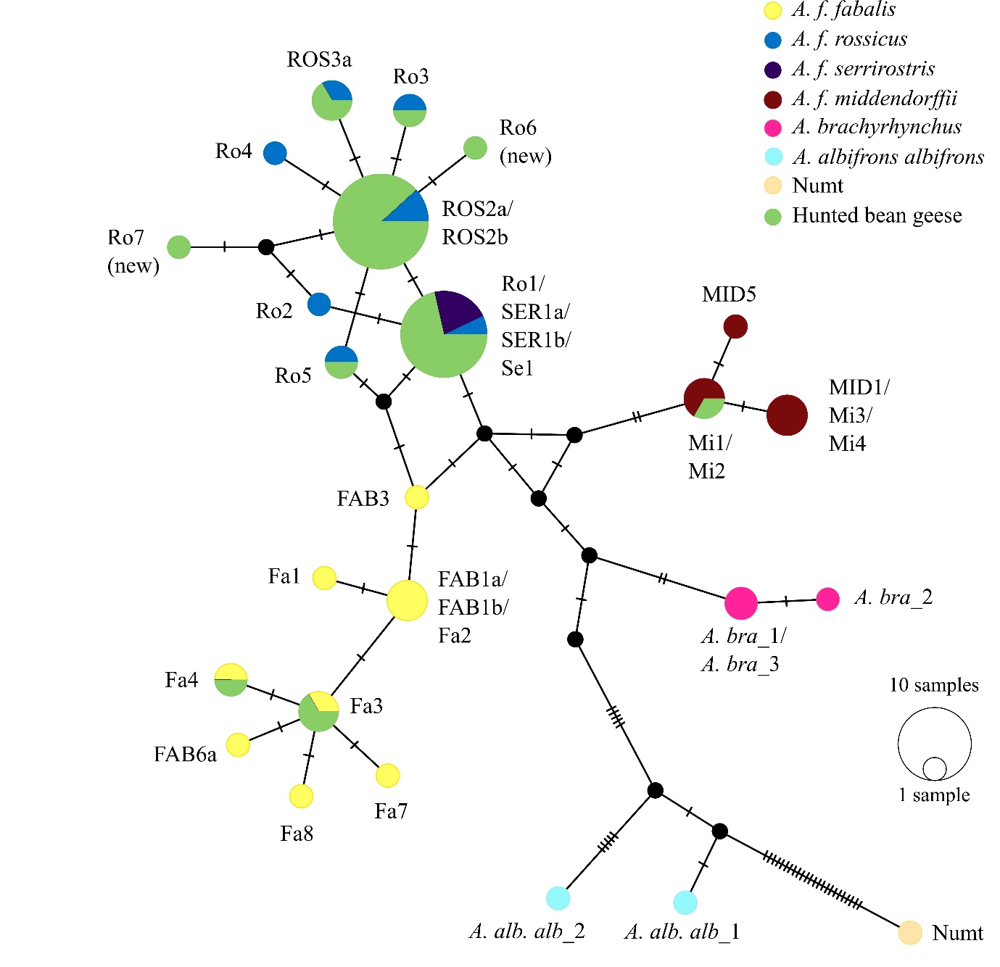 A. f. fabalis
A. f. rossicus
A. f. serrirostris
A. f. middendorffii
A. brachyrhynchus
A. albifrons albifrons
Numt
Hunted bean geese
ROS3a
Ro3
Ro6
(new)
Ro4
ROS2a/
ROS2b
Ro7
(new)
Ro2
Ro1/
SER1a/
SER1b/
Se1
Ro5
MID5
MID1/
Mi3/
Mi4
Mi1/
Mi2
FAB3
Fa1
FAB1a/
FAB1b/
Fa2
A. bra_2
A. bra_1/
A. bra_3
Fa4
Fa3
FAB6a
Fa7
Fa8
10 samples
1 sample
A. alb. alb_2
A. alb. alb_1
Numt